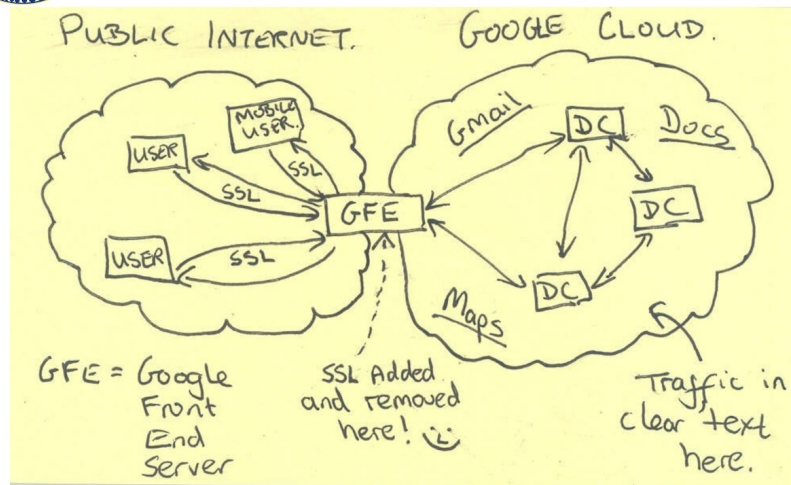 PUBLIC INTERNET.
GOOGLE CLOUD.
MOBILE
USER.
USER
SSL
SSL
USER
SSL
GFE
Gmail
DC
Docs
DC
DC
Maps
GFE = Google
Front
End
Server
SSL Added
and removed
here!
Traffic in
clear text
here.